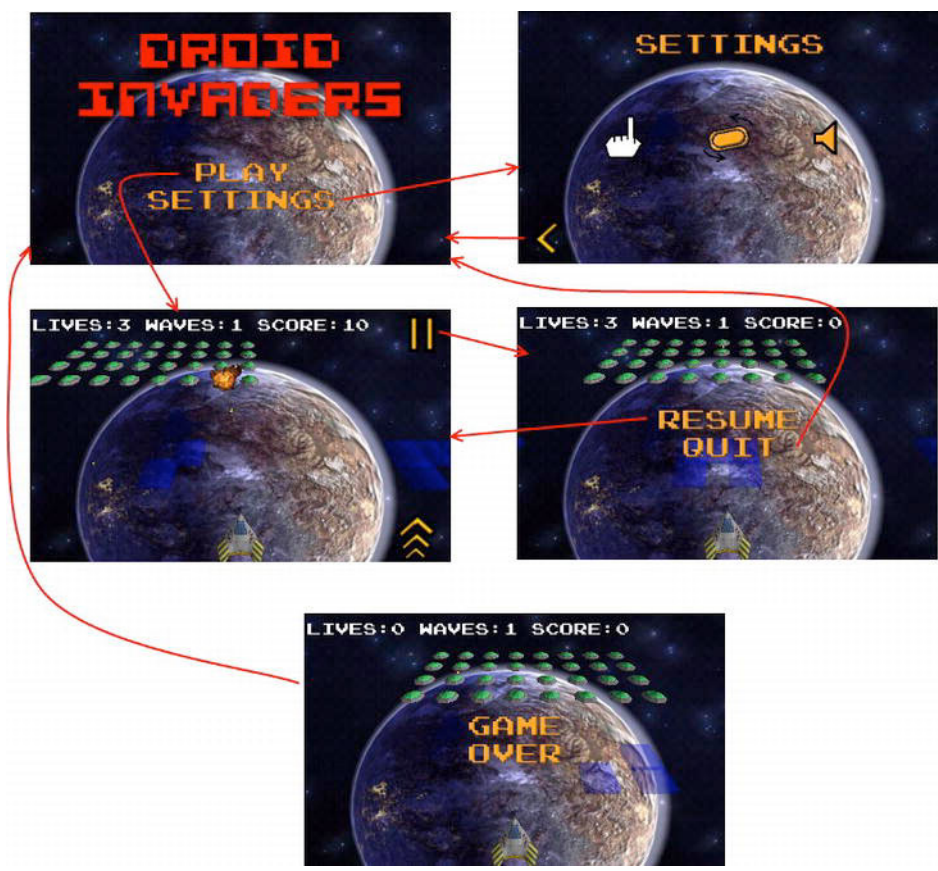 DROID
INVADERS
PLAY
SETTINGS
SETTINGS
LIVES:3 WAVES:1 SCORE:10
LIVES:3 WAVES:1 SCORE:0
RESUME
QUIT
LIVES:0 WAVES:1 SCORE:0
GAME
OVER